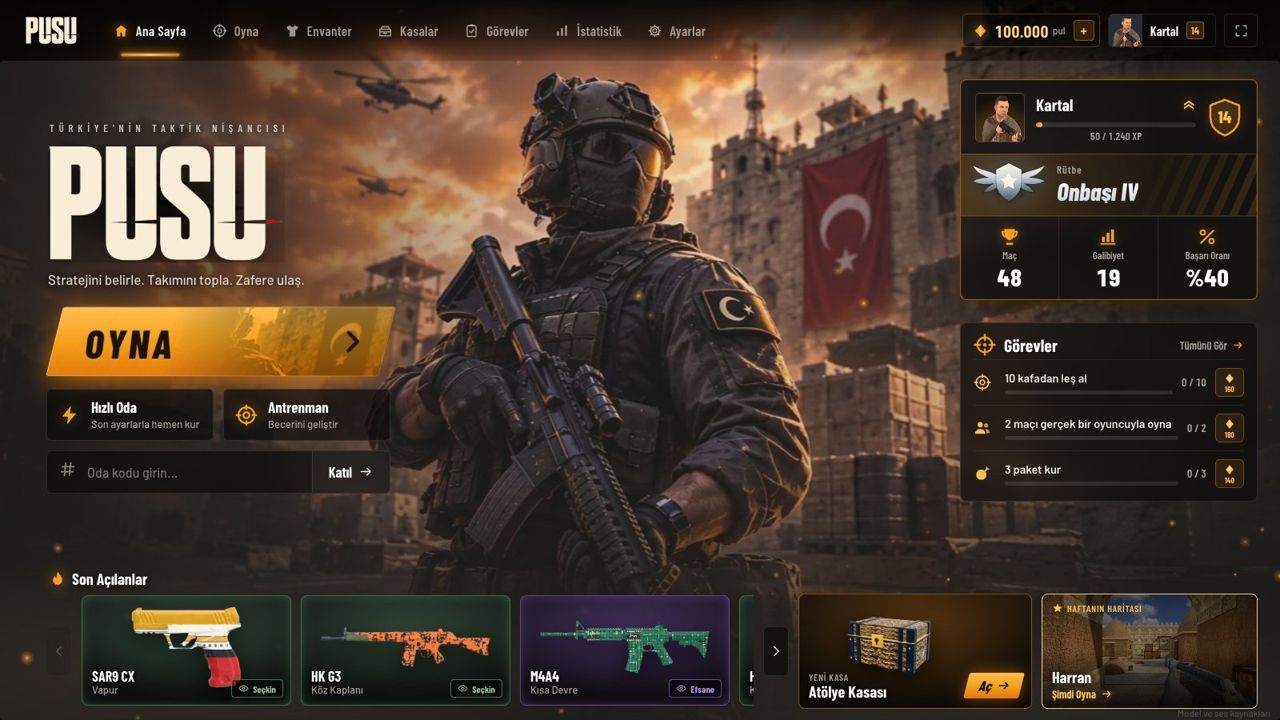 PUSU
Ana Sayfa
Oyna
Envanter
Kasalar
Görevler
İstatistik
Ayarlar
100.000 pul +
Kartal 14
TÜRKİYE'NİN TAKTİK NİŞANCISI
PUSU
Stratejini belirle. Takımını topla. Zafere ulaş.
OYNA
Hızlı Oda
Son ayarlarla hemen kur
Antrenman
Becerini geliştir
# Oda kodu girin...
Katıl →
Kartal
14
50 / 1.240 XP
Rütbe
Onbaşı IV
Maç
48
Galibiyet
19
Başarı Oranı
%40
Görevler
Tümünü Gör →
10 kafadan leş al
0 / 10
160
2 maçı gerçek bir oyuncuyla oyna
0 / 2
180
3 paket kur
0 / 3
140
Son Açılanlar
SAR9 CX
Vapur
Seçkin
HK G3
Köz Kaplanı
Seçkin
M4A4
Kısa Devre
Efsane
YENİ KASA
Atölye Kasası
Aç →
HAFTANIN HARİTASI
Harran
Şimdi Oyna →
Model ve ses kaynakları